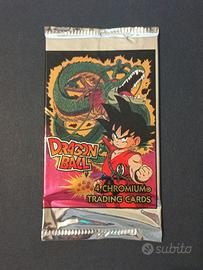 DRAGON
BALL
4 CHROMIUM®
TRADING CARDS
subito